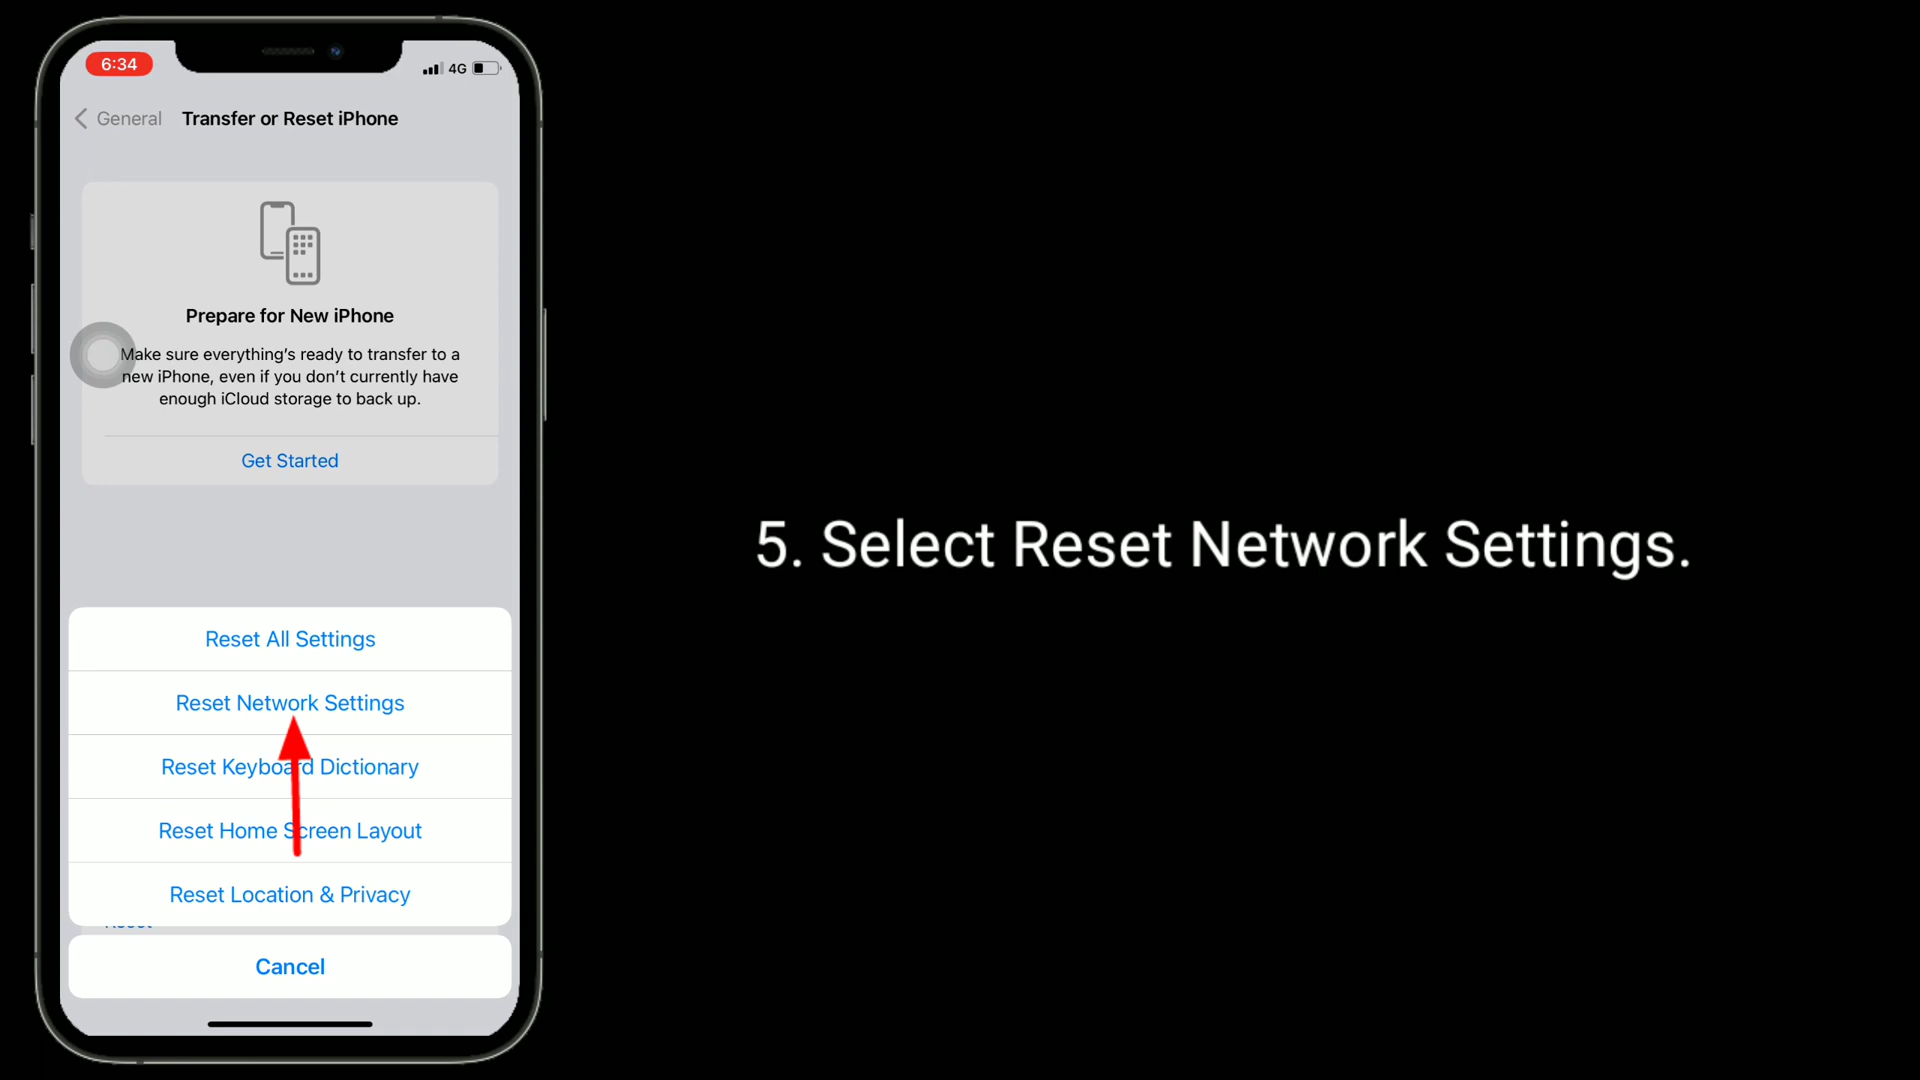 6:34
4G
General
Transfer or Reset iPhone
Prepare for New iPhone
Make sure everything's ready to transfer to a
new iPhone, even if you don't currently have
enough iCloud storage to back up.
Get Started
Reset All Settings
Reset Network Settings
Reset Keyboard Dictionary
Reset Home Screen Layout
Reset Location & Privacy
Reset
Cancel
5. Select Reset Network Settings.